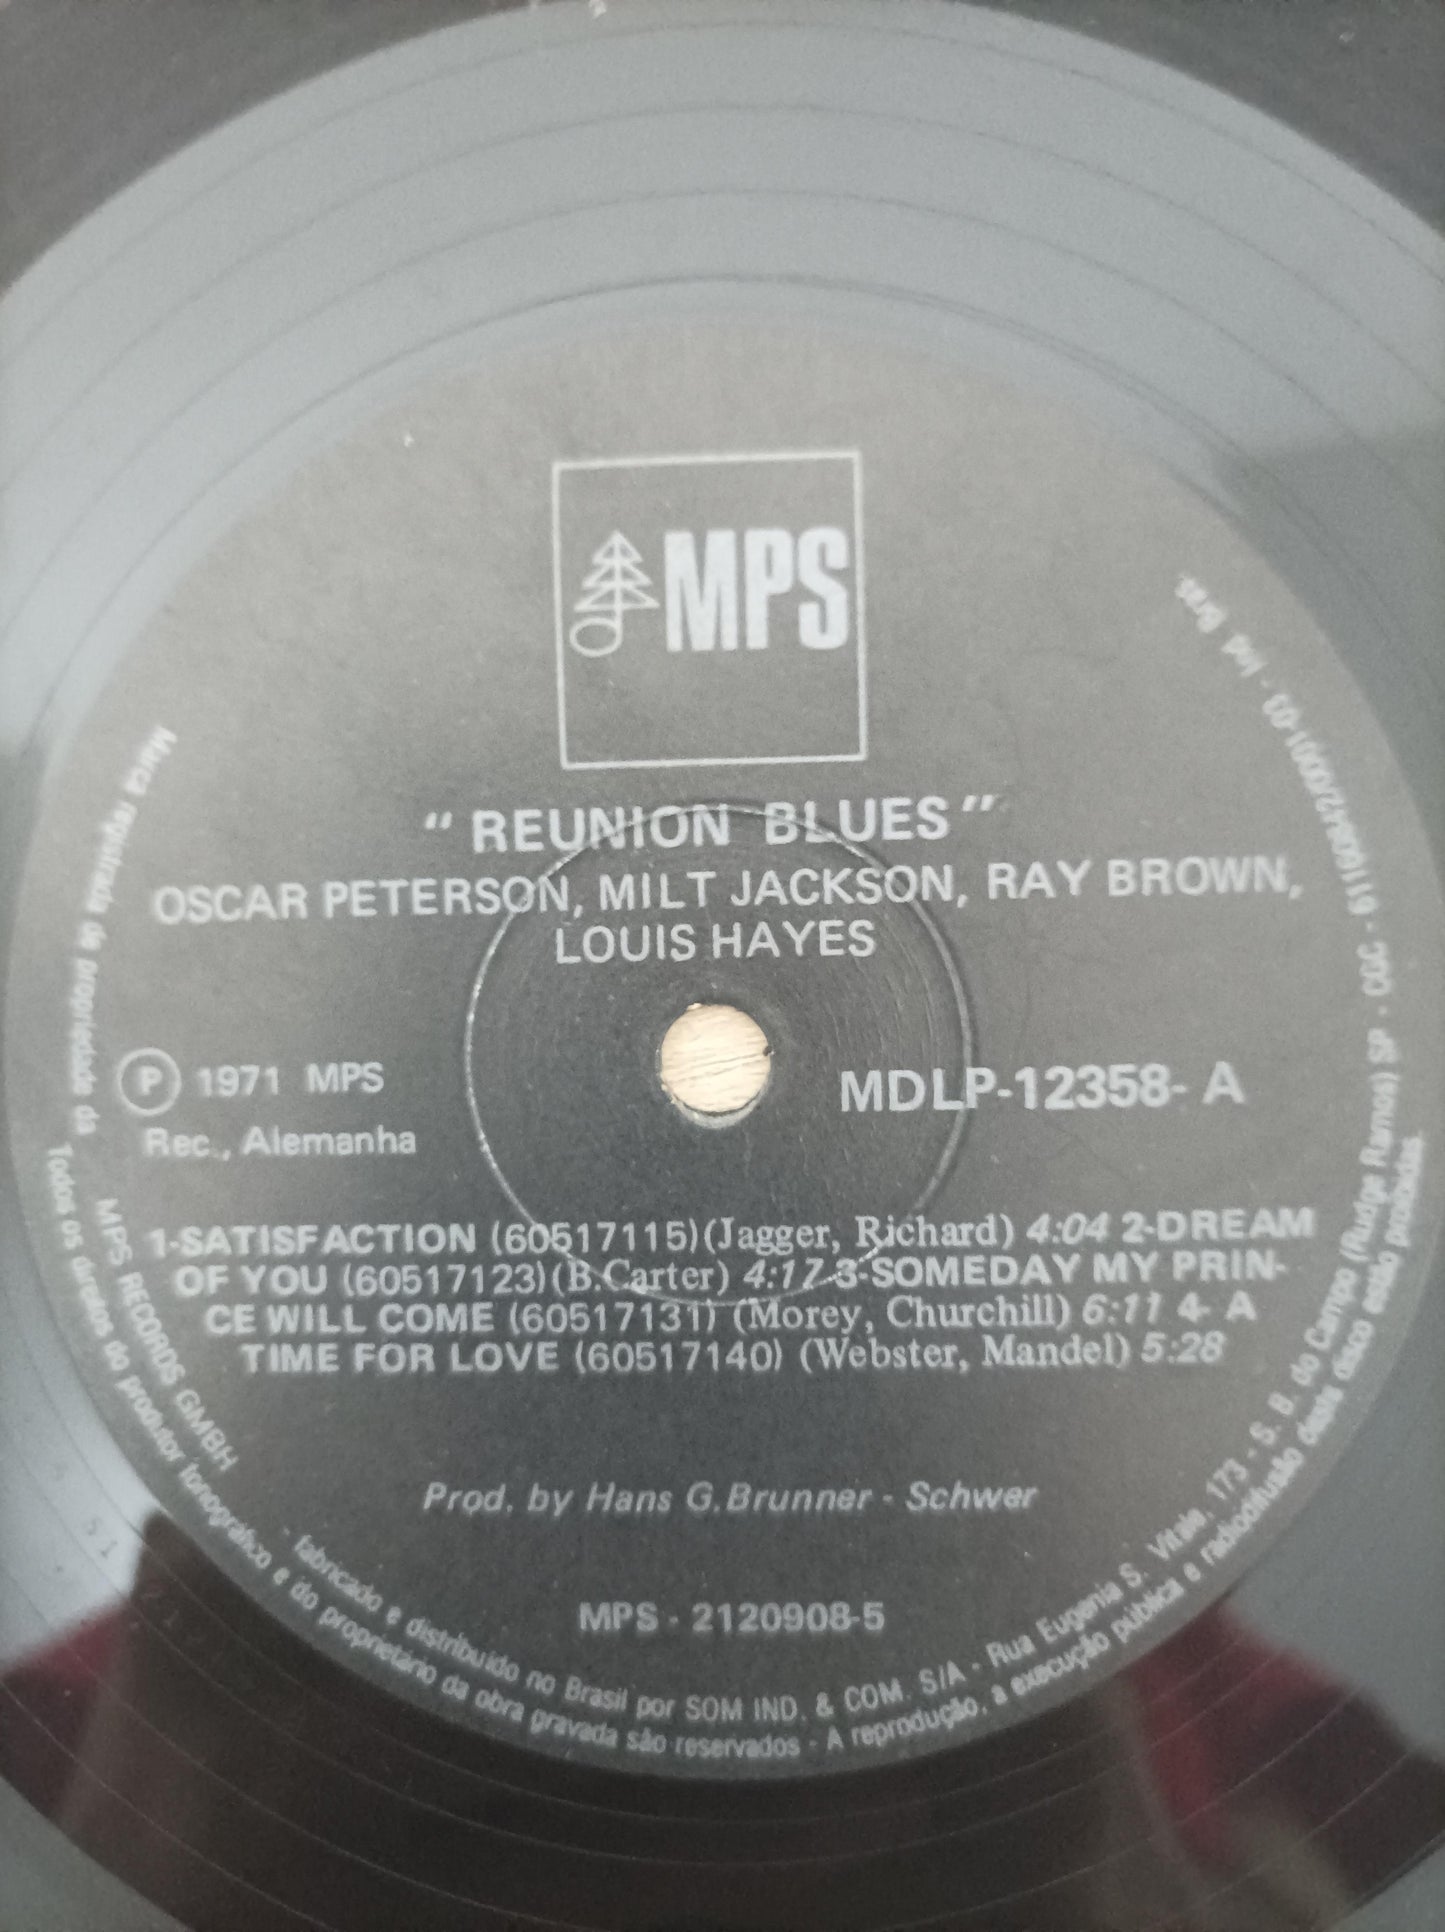 MPS
“ REUNION BLUES ”
OSCAR PETERSON, MILT JACKSON, RAY BROWN,
LOUIS HAYES
Ⓟ 1971 MPS
Rec., Alemanha
MDLP-12358- A
1-SATISFACTION (60517115)(Jagger, Richard) 4:04 2-DREAM
OF YOU (60517123)(B.Carter) 4:17 3-SOMEDAY MY PRIN-
CE WILL COME (60517131) (Morey, Churchill) 6:11 4- A
TIME FOR LOVE (60517140) (Webster, Mandel) 5:28
Prod. by Hans G.Brunner - Schwer
MPS - 2120908-5
Marca registrada de propriedade da MPS RECORDS GMBH - fabricado e distribuído no Brasil por SOM IND. & COM. S/A - Rua Eugenia S. Vitale, 173 - S. B. do Campo (Rudge Ramos) SP - CGC - Ind. Bras.
Todos os direitos do produtor fonográfico e do proprietário da obra gravada são reservados - A reprodução, a execução pública e radiodifusão deste disco estão proibidas.